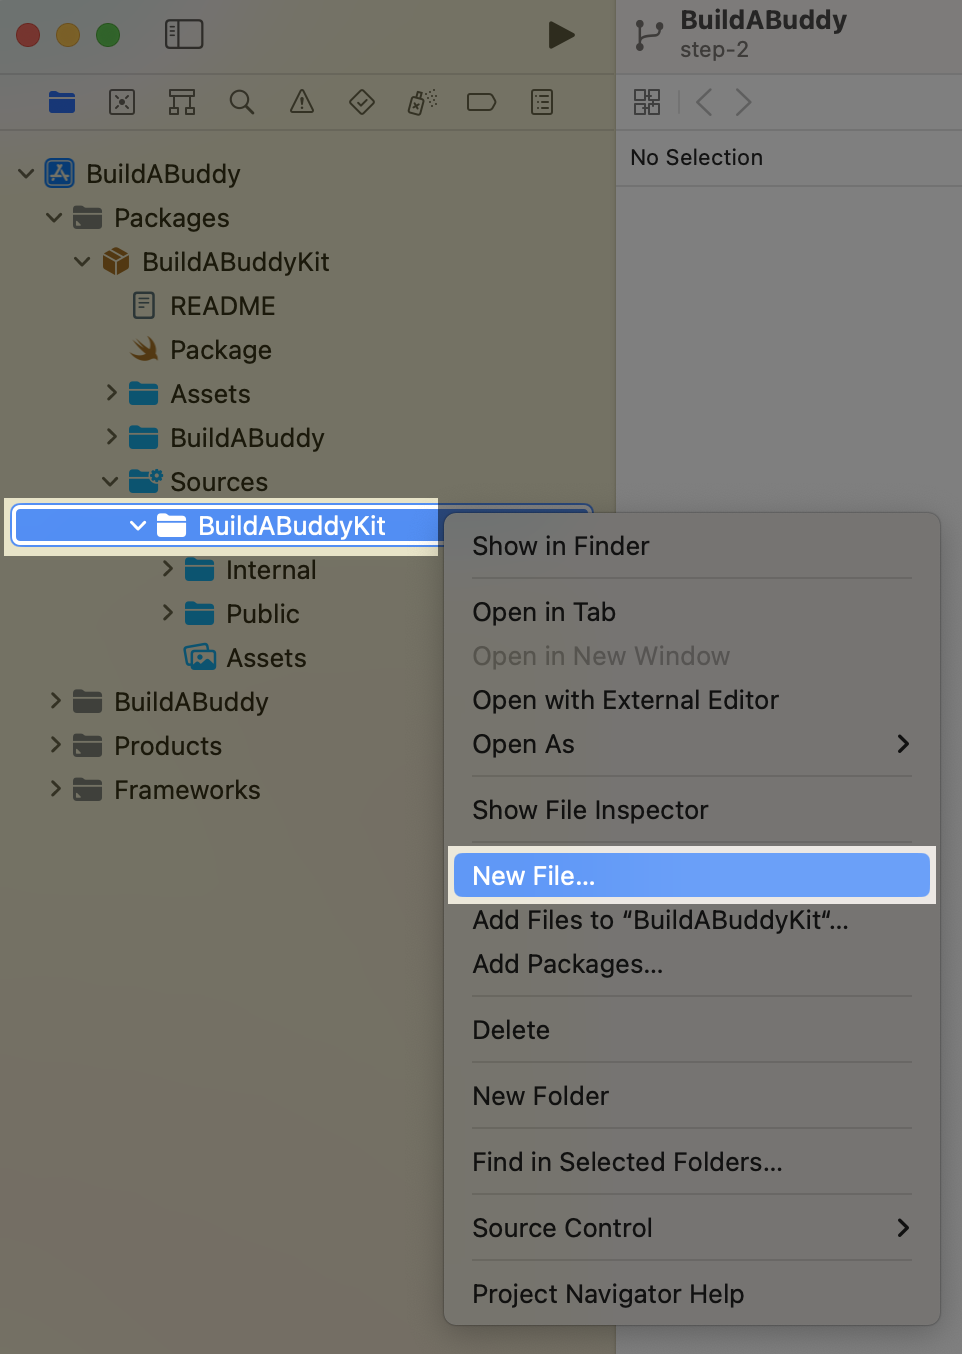 BuildABuddy
step-2
No Selection
BuildABuddy
Packages
BuildABuddyKit
README
Package
Assets
BuildABuddy
Sources
BuildABuddyKit
Internal
Public
Assets
BuildABuddy
Products
Frameworks
Show in Finder
Open in Tab
Open in New Window
Open with External Editor
Open As
Show File Inspector
New File...
Add Files to “BuildABuddyKit“...
Add Packages...
Delete
New Folder
Find in Selected Folders...
Source Control
Project Navigator Help